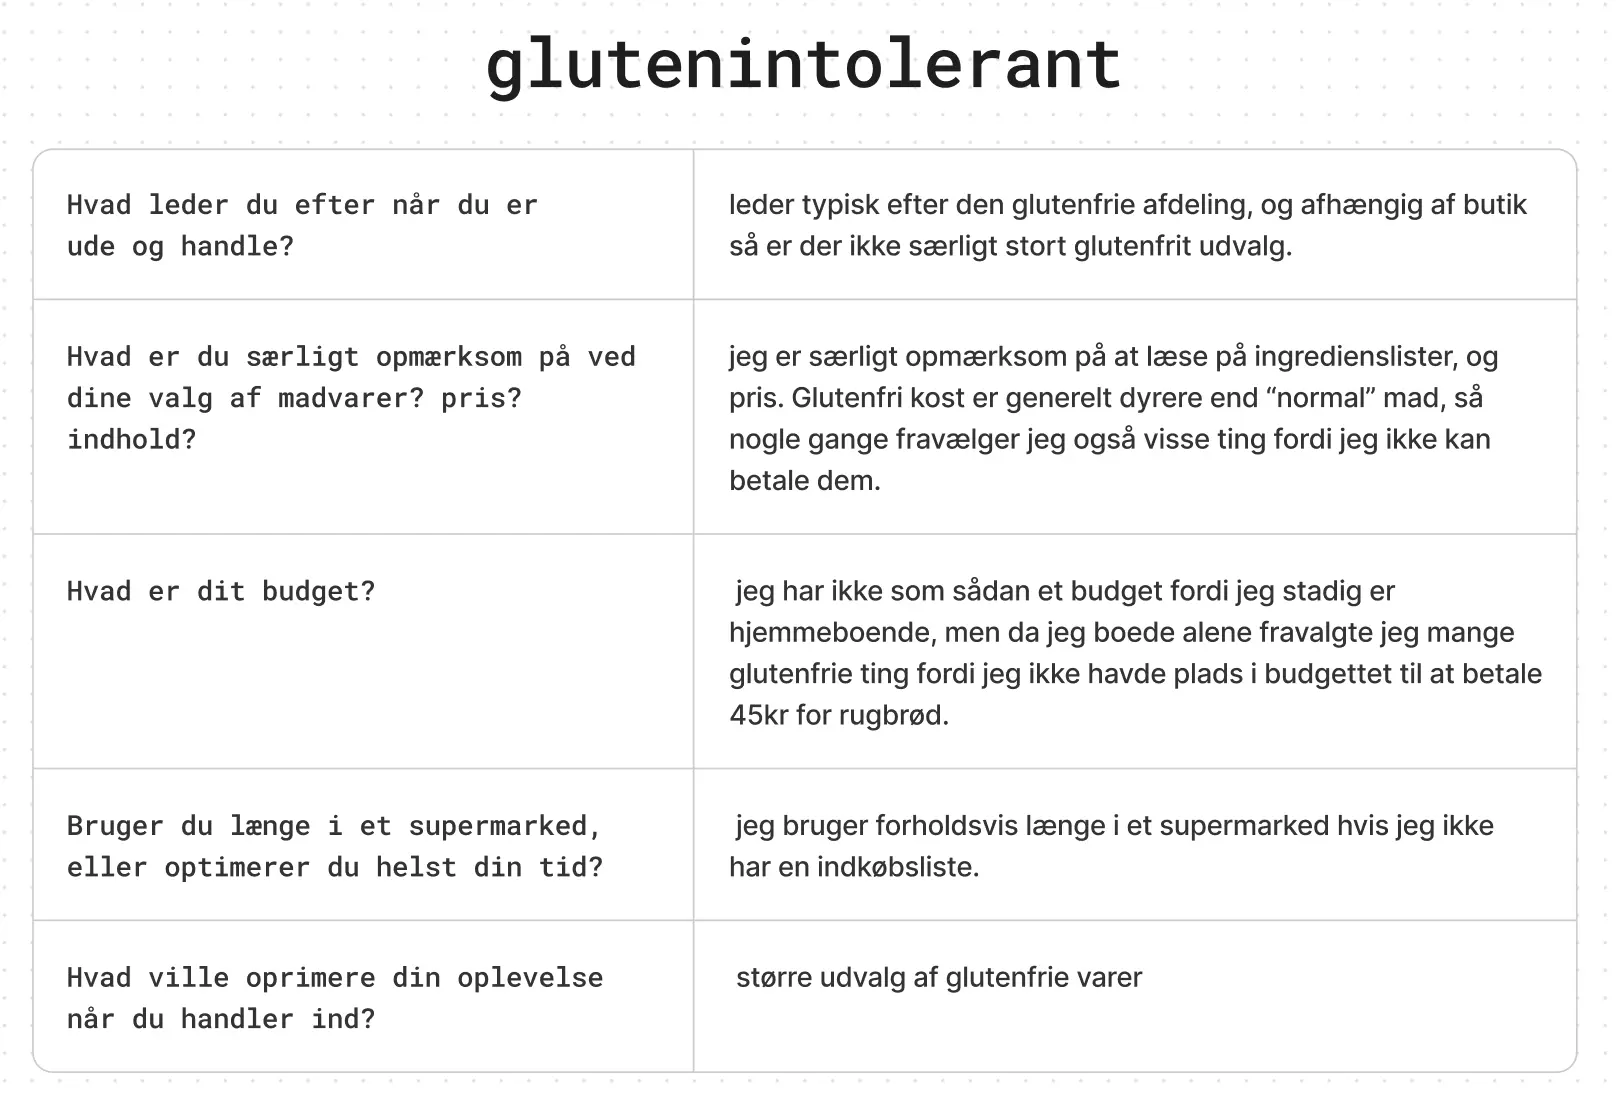 glutenintolerant
Hvad leder du efter når du er
ude og handle?
leder typisk efter den glutenfrie afdeling, og afhængig af butik
så er der ikke særligt stort glutenfrit udvalg.
Hvad er du særligt opmærksom på ved
dine valg af madvarer? pris?
indhold?
jeg er særligt opmærksom på at læse på ingredienslister, og
pris. Glutenfri kost er generelt dyrere end “normal” mad, så
nogle gange fravælger jeg også visse ting fordi jeg ikke kan
betale dem.
Hvad er dit budget?
jeg har ikke som sådan et budget fordi jeg stadig er
hjemmeboende, men da jeg boede alene fravalgte jeg mange
glutenfrie ting fordi jeg ikke havde plads i budgettet til at betale
45kr for rugbrød.
Bruger du længe i et supermarked,
eller optimerer du helst din tid?
jeg bruger forholdsvis længe i et supermarked hvis jeg ikke
har en indkøbsliste.
Hvad ville oprimere din oplevelse
når du handler ind?
større udvalg af glutenfrie varer